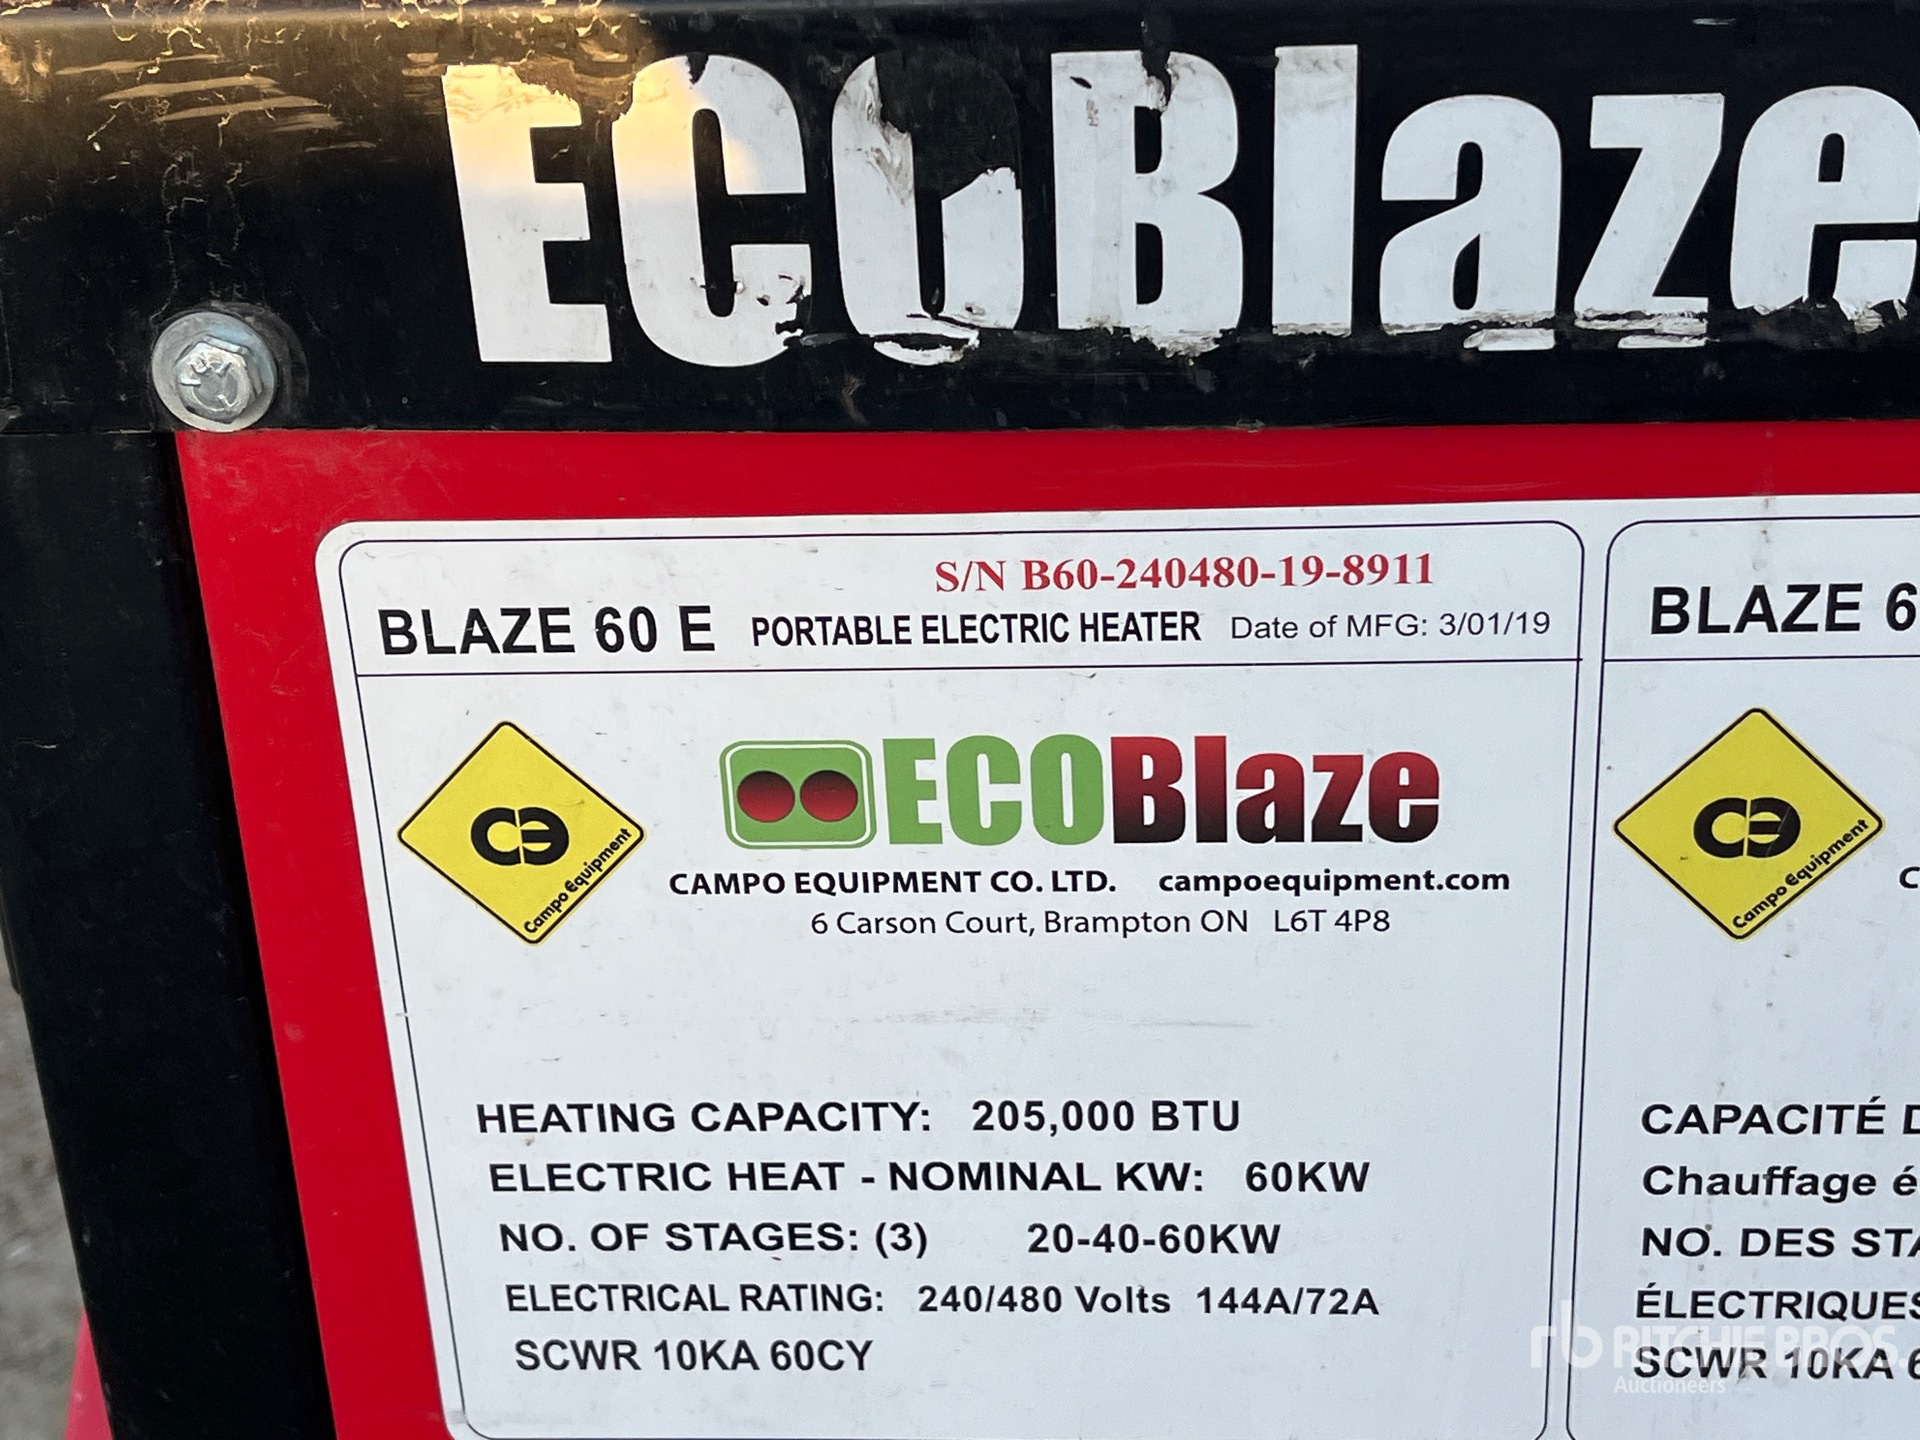 ECOBlaze
S/N B60-240480-19-8911
BLAZE 60 E PORTABLE ELECTRIC HEATER Date of MFG: 3/01/19
CE
Campo Equipment
ECOBlaze
CAMPO EQUIPMENT CO. LTD. campoequipment.com
6 Carson Court, Brampton ON L6T 4P8
HEATING CAPACITY: 205,000 BTU
ELECTRIC HEAT - NOMINAL KW: 60KW
NO. OF STAGES: (3) 20-40-60KW
ELECTRICAL RATING: 240/480 Volts 144A/72A
SCWR 10KA 60CY
BLAZE 6
CE
Campo Equipment
C
CAPACITÉ D
Chauffage é
NO. DES STA
ÉLECTRIQUES
SCWR 10KA 6
rb RITCHIE BROS.
Auctioneers